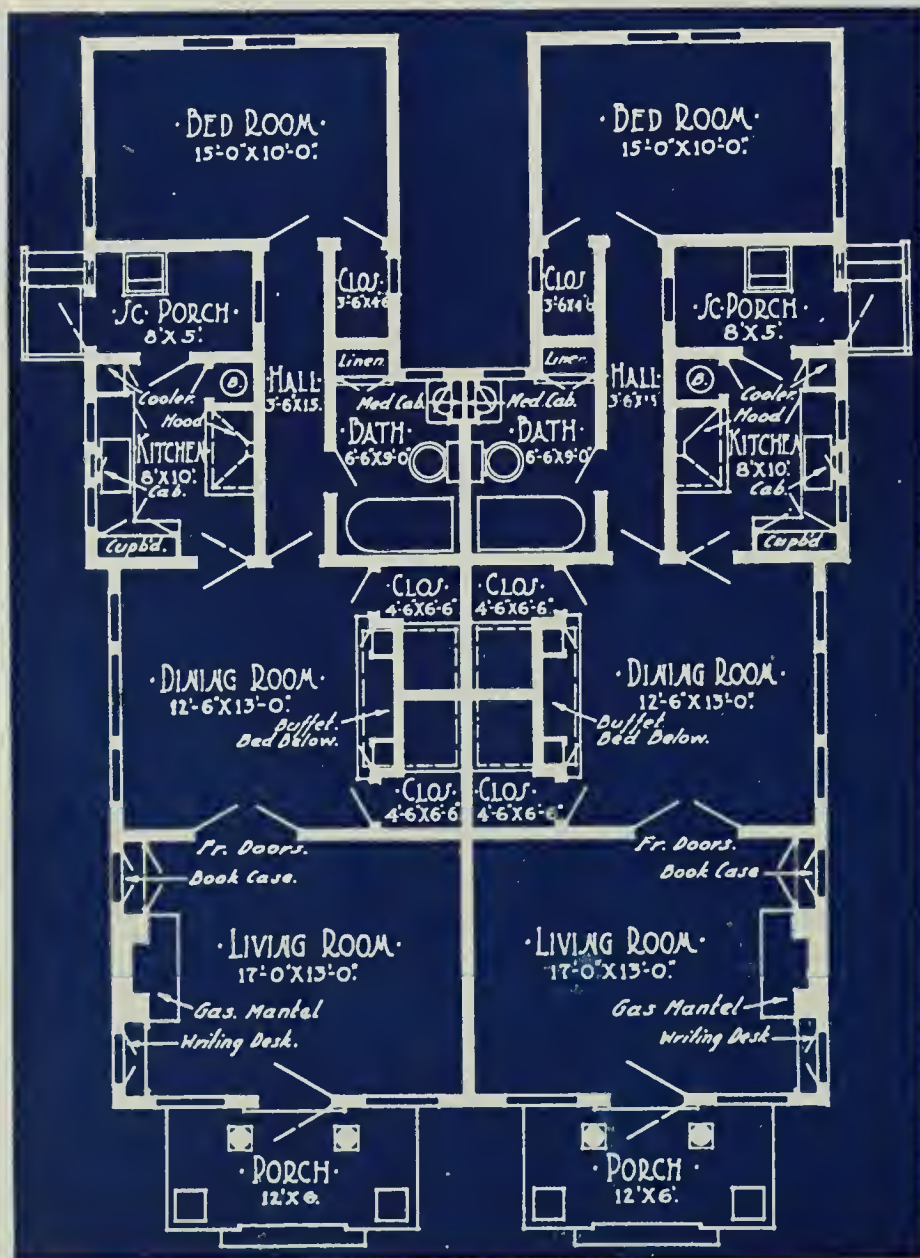 ·BED ROOM·
15'-0"X10'-0".
·BED ROOM·
15'-0"X10'-0".
CLOS
3'-6"X4'6
CLOS
3'-6"X4'6
·SC·PORCH·
8'X5'.
·SC·PORCH·
8'X5'.
Linen
Linen
·HALL·
3'-6"X15.
·HALL·
B.
B.
Cooler.
Hood
Med Cab.
Med Cab.
Cooler.
Hood
·BATH·
6'-6"X9'-0"
·BATH·
6'-6"X9'-0"
KITCHEN
8'X10'.
Cab.
KITCHEN
8'X10'.
Cab.
Cupb'd.
Cupb'd
·CLOS·
4'-6"X6'-6"
·CLOS·
4'-6"X6'-6"
·DINING ROOM·
12'-6"X13'-0".
·DINING ROOM·
12'-6"X13'-0".
Buffet.
Bed Below.
Buffet.
Bed Below.
·CLOS·
4'-6"X6'-6"
·CLOS·
4'-6"X6'-6"
Fr. Doors.
Book Case.
Fr. Doors.
Book Case
·LIVING ROOM·
17'-0"X13'-0".
·LIVING ROOM·
17'-0"X13'-0".
Gas. Mantel
Writing Desk.
Gas Mantel
Writing Desk
·PORCH·
12'X6.
·PORCH·
12'X6'.